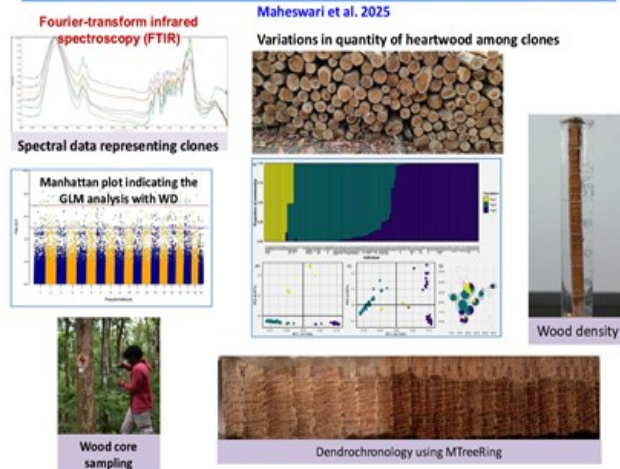 Maheswari et al. 2025
Fourier-transform infrared
spectroscopy (FTIR)
Variations in quantity of heartwood among clones
Spectral data representing clones
Manhattan plot indicating the
GLM analysis with WD
Wood density
Wood core
sampling
Dendrochronology using MTreeRing